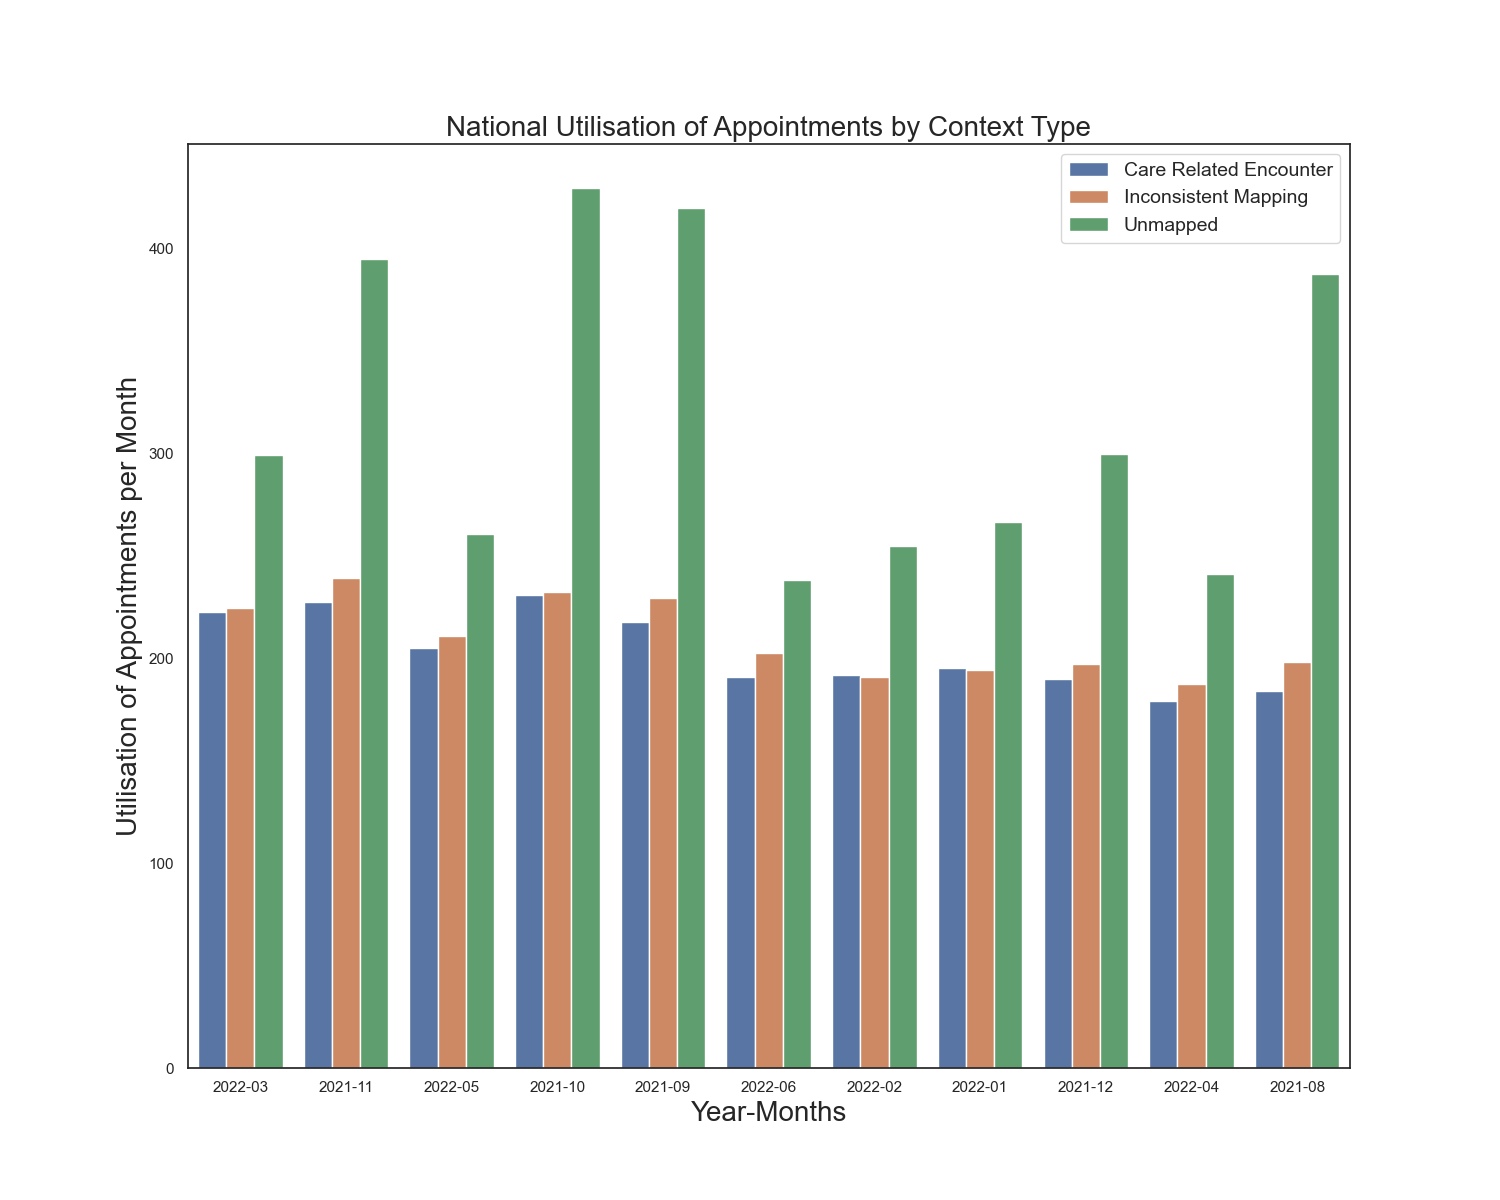 National Utilisation of Appointments by Context Type
Care Related Encounter
Inconsistent Mapping
Unmapped
Utilisation of Appointments per Month
400
300
200
100
0
2022-03 2021-11 2022-05 2021-10 2021-09 2022-06 2022-02 2022-01 2021-12 2022-04 2021-08
Year-Months